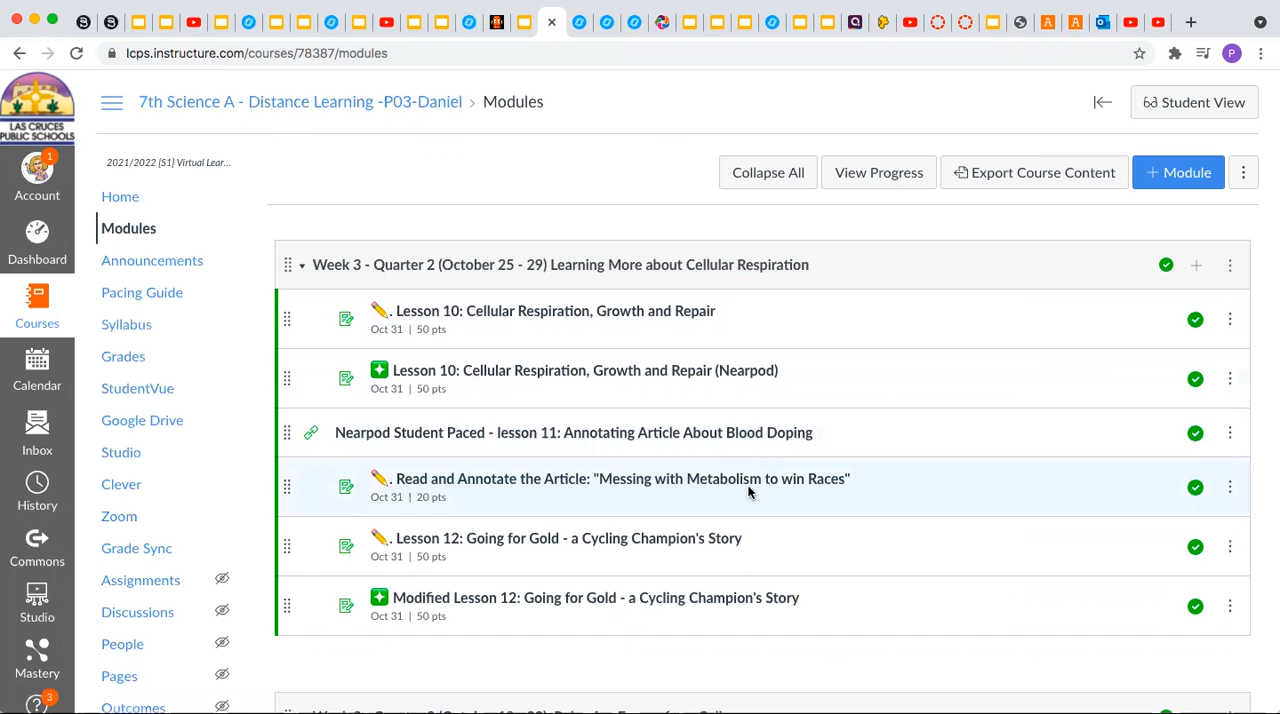 lcps.instructure.com/courses/78387/modules
P
LAS CRUCES
PUBLIC SCHOOLS
7th Science A - Distance Learning -P03-Daniel › Modules
Student View
2021/2022 [51] Virtual Lear...
Collapse All
View Progress
Export Course Content
+ Module
1
Account
Dashboard
Courses
Calendar
Inbox
History
Commons
Studio
Mastery
3
Home
Modules
Announcements
Pacing Guide
Syllabus
Grades
StudentVue
Google Drive
Studio
Clever
Zoom
Grade Sync
Assignments
Discussions
People
Pages
Outcomes
Week 3 - Quarter 2 (October 25 - 29) Learning More about Cellular Respiration
. Lesson 10: Cellular Respiration, Growth and Repair
Oct 31 | 50 pts
Lesson 10: Cellular Respiration, Growth and Repair (Nearpod)
Oct 31 | 50 pts
Nearpod Student Paced - lesson 11: Annotating Article About Blood Doping
. Read and Annotate the Article: "Messing with Metabolism to win Races"
Oct 31 | 20 pts
. Lesson 12: Going for Gold - a Cycling Champion's Story
Oct 31 | 50 pts
Modified Lesson 12: Going for Gold - a Cycling Champion's Story
Oct 31 | 50 pts